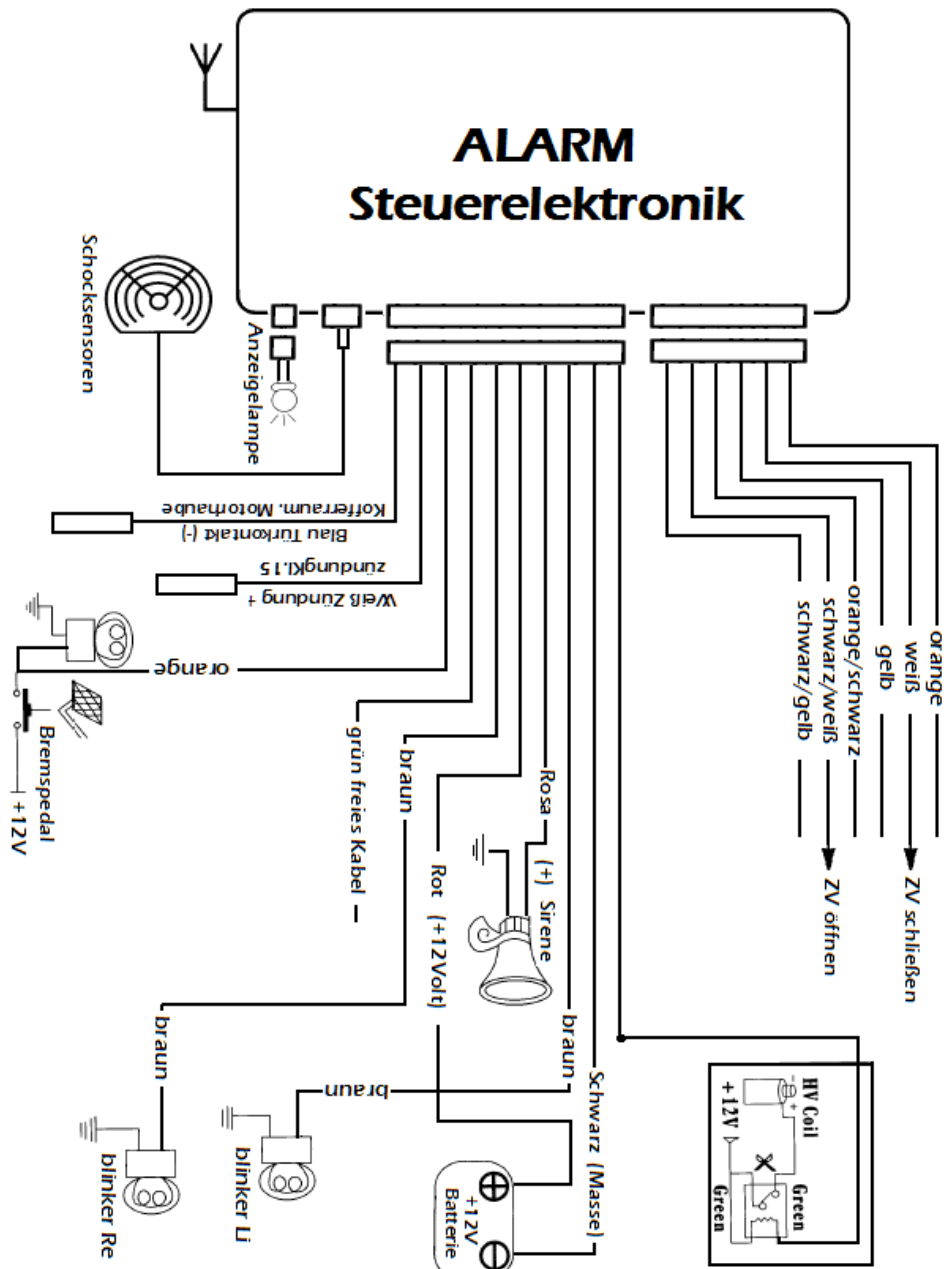 ALARM
Steuerelektronik
Schocksensoren
Anzeigelampe
Kofferraum. Motorhaube
Blau Türkontakt (-)
zündungKl.15
Weiß Zündung +
orange
Bremspedal
+12V
grün freies Kabel
braun
braun
Rot (+12Volt)
Rosa (+) Sirene
braun
braun
Schwarz (Masse)
blinker Re
blinker Li
+12V
Batterie
orange
weiß
gelb
orange/schwarz
schwarz/weiß
schwarz/gelb
ZV schließen
ZV öffnen
HV Coil
- +
+12V
Green
Green